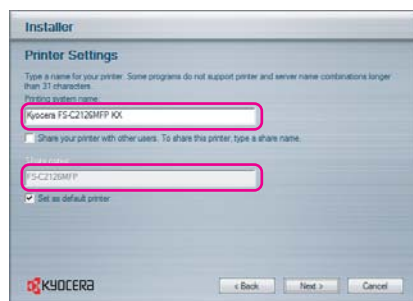 Installer
Printer Settings
Type a name for your printer. Some programs do not support printer and server name combinations longer
than 31 characters.
Printing system name:
Kyocera FS-C2126MFP KX
Share your printer with other users. To share this printer, type a share name.
Share name:
FS-C2126MFP
Set as default printer
KYOCERA
< Back
Next >
Cancel